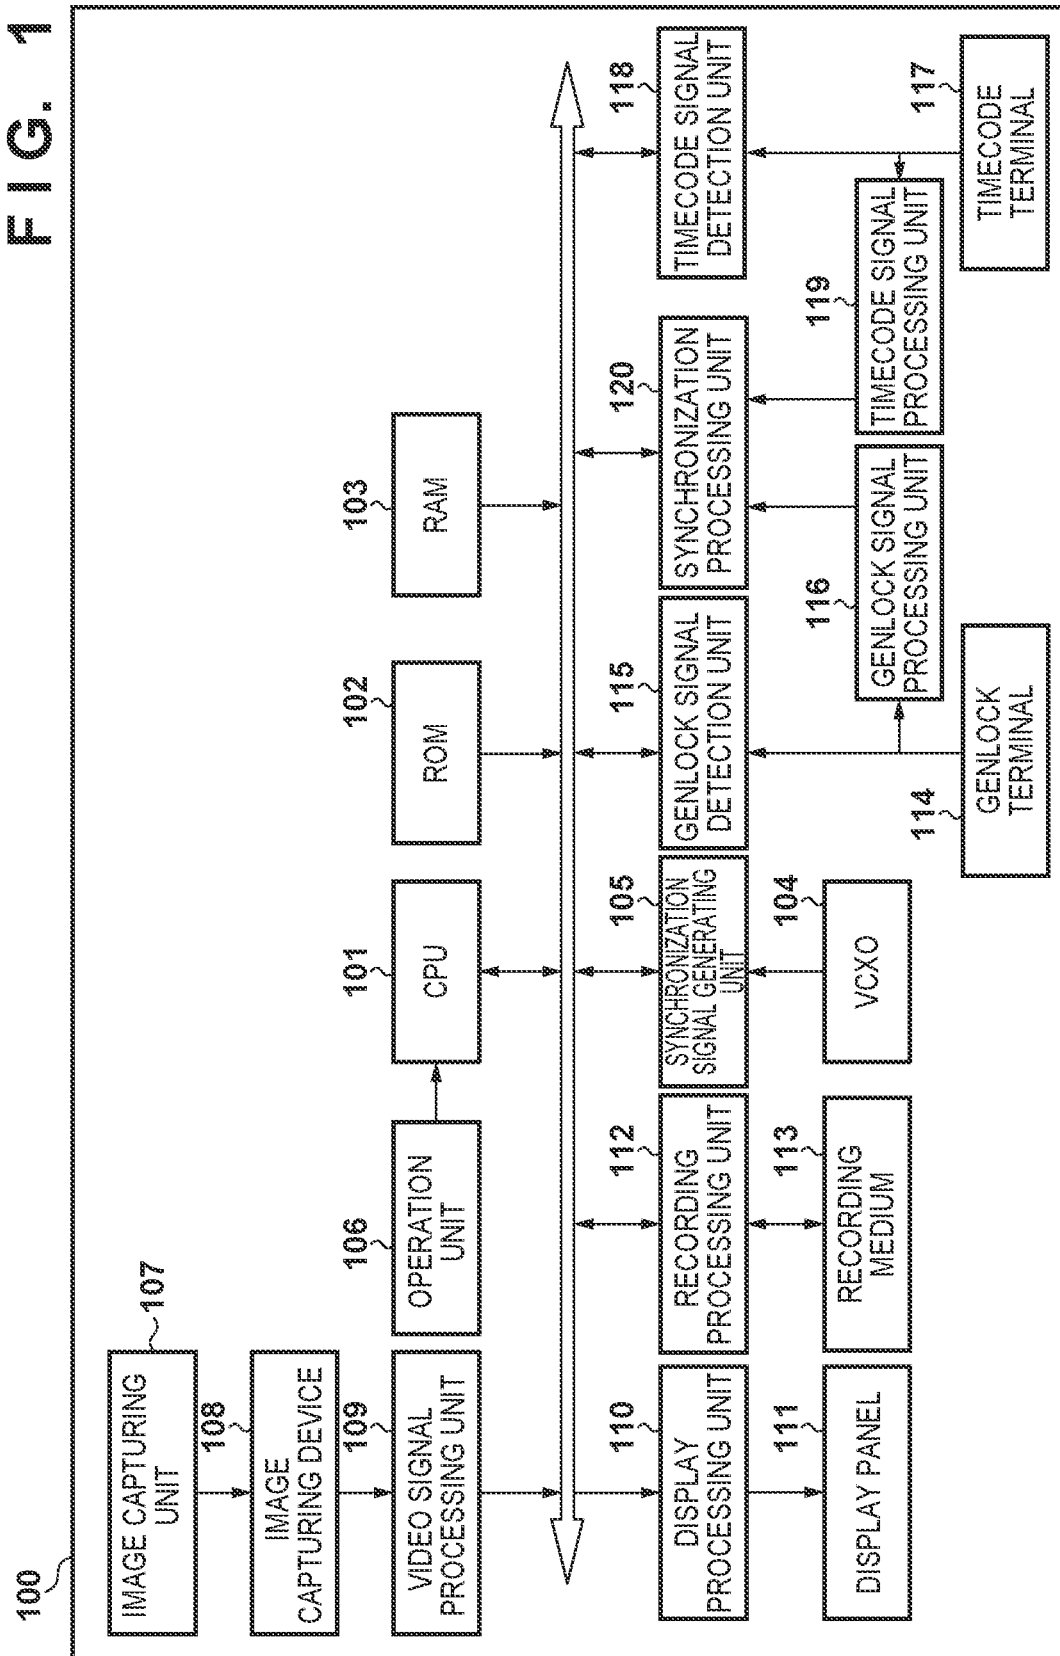 FIG. 1
100
IMAGE CAPTURING
UNIT
107
108
IMAGE
CAPTURING DEVICE
109
VIDEO SIGNAL
PROCESSING UNIT
106
OPERATION
UNIT
101
CPU
102
ROM
103
RAM
110
DISPLAY
PROCESSING UNIT
112
RECORDING
PROCESSING UNIT
105
SYNCHRONIZATION
SIGNAL GENERATING
UNIT
115
GENLOCK SIGNAL
DETECTION UNIT
120
SYNCHRONIZATION
PROCESSING UNIT
118
TIMECODE SIGNAL
DETECTION UNIT
111
DISPLAY PANEL
113
RECORDING
MEDIUM
104
VCXO
116
GENLOCK SIGNAL
PROCESSING UNIT
119
TIMECODE SIGNAL
PROCESSING UNIT
114
GENLOCK
TERMINAL
117
TIMECODE
TERMINAL